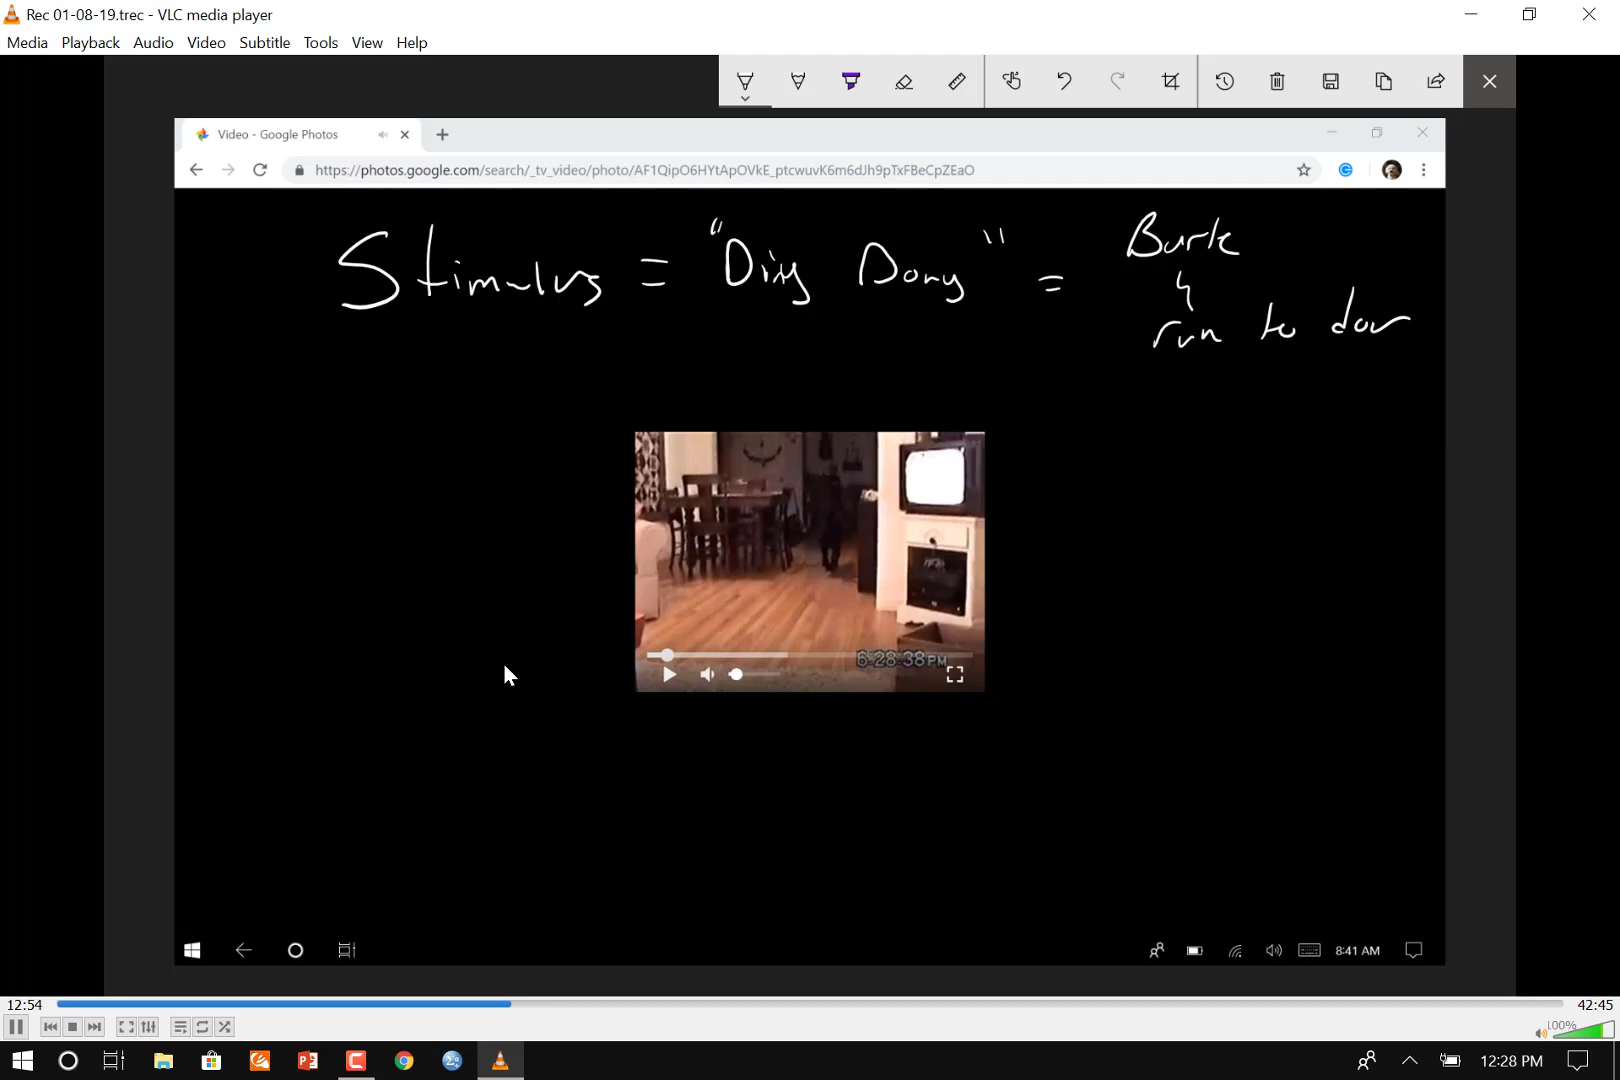 Rec 01-08-19.trec - VLC media player
Media Playback Audio Video Subtitle Tools View Help
Video - Google Photos
https://photos.google.com/search/_tv_video/photo/AF1QipO6HYtApOVkE_ptcwuvK6m6dJh9pTxFBeCpZEaO
Stimulus = "Ding Dong" = Bark
&
run to door
6:28:38PM
8:41 AM
12:54 42:45
100%
12:28 PM